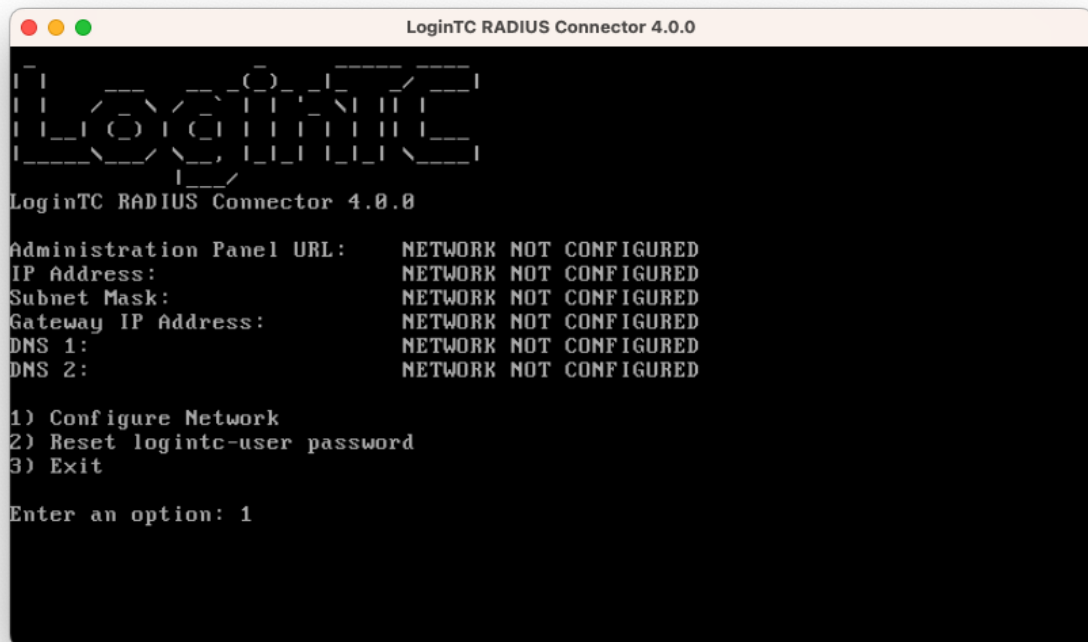 LoginTC RADIUS Connector 4.0.0
LoginTC
LoginTC RADIUS Connector 4.0.0
Administration Panel URL: NETWORK NOT CONFIGURED
IP Address: NETWORK NOT CONFIGURED
Subnet Mask: NETWORK NOT CONFIGURED
Gateway IP Address: NETWORK NOT CONFIGURED
DNS 1: NETWORK NOT CONFIGURED
DNS 2: NETWORK NOT CONFIGURED
1) Configure Network
2) Reset logintc-user password
3) Exit
Enter an option: 1